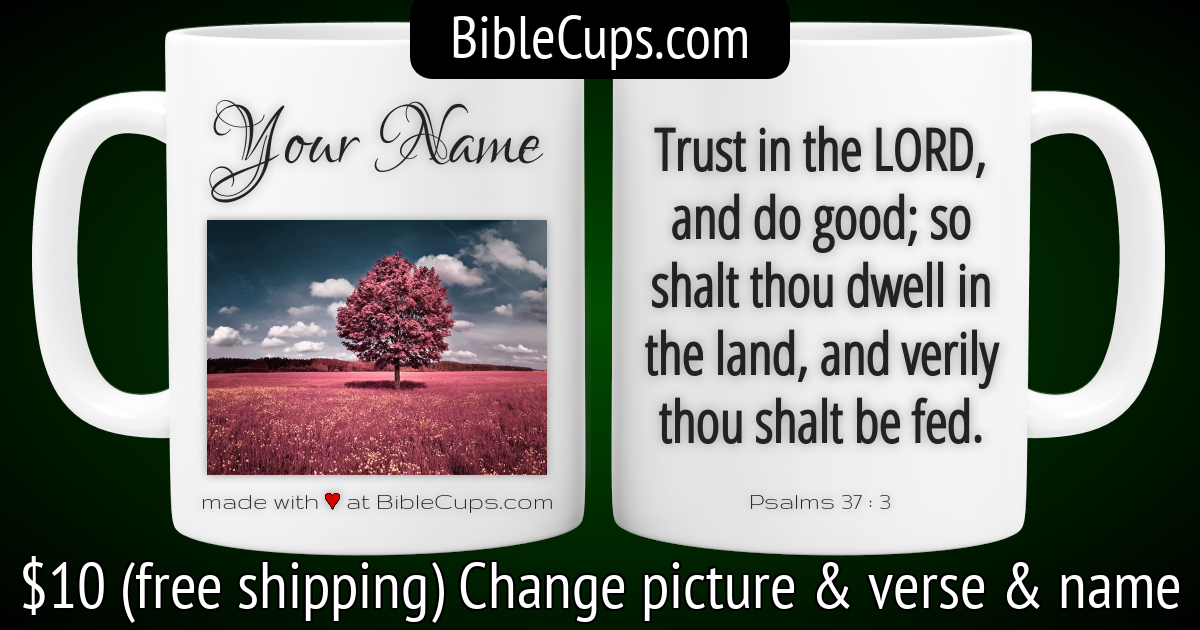 BibleCups.com
Your Name
made with ♥ at BibleCups.com
Trust in the LORD,
and do good; so
shalt thou dwell in
the land, and verily
thou shalt be fed.
Psalms 37 : 3
$10 (free shipping) Change picture & verse & name